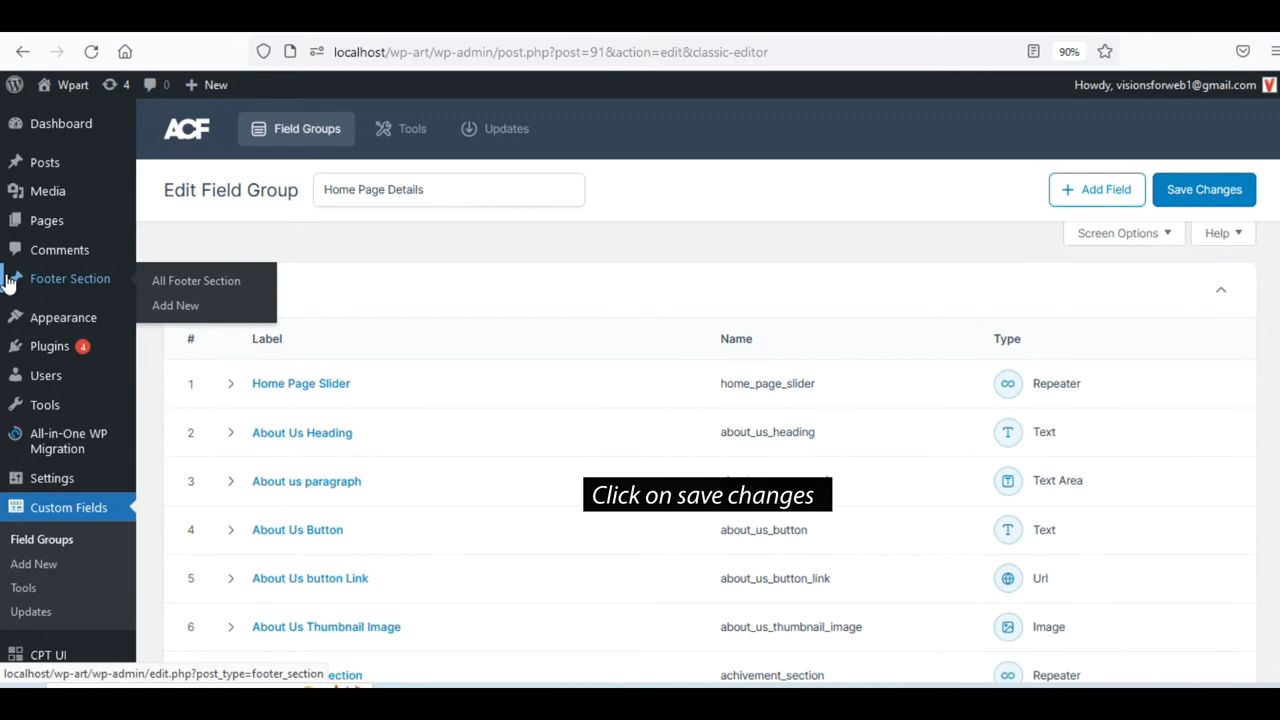 localhost/wp-art/wp-admin/post.php?post=91&action=edit&classic-editor
90%
Wpart
4
0
New
Howdy, visionsforweb1@gmail.com
Dashboard
Posts
Media
Pages
Comments
Footer Section
All Footer Section
Add New
Appearance
Plugins 4
Users
Tools
All-in-One WP
Migration
Settings
Custom Fields
Field Groups
Add New
Tools
Updates
CPT UI
localhost/wp-art/wp-admin/edit.php?post_type=footer_section
ACF
Field Groups
Tools
Updates
Edit Field Group
Home Page Details
Add Field
Save Changes
Screen Options
Help
# Label Name Type
1 Home Page Slider home_page_slider Repeater
2 About Us Heading about_us_heading Text
3 About us paragraph Text Area
Click on save changes
4 About Us Button about_us_button Text
5 About Us button Link about_us_button_link Url
6 About Us Thumbnail Image about_us_thumbnail_image Image
ection achivement_section Repeater